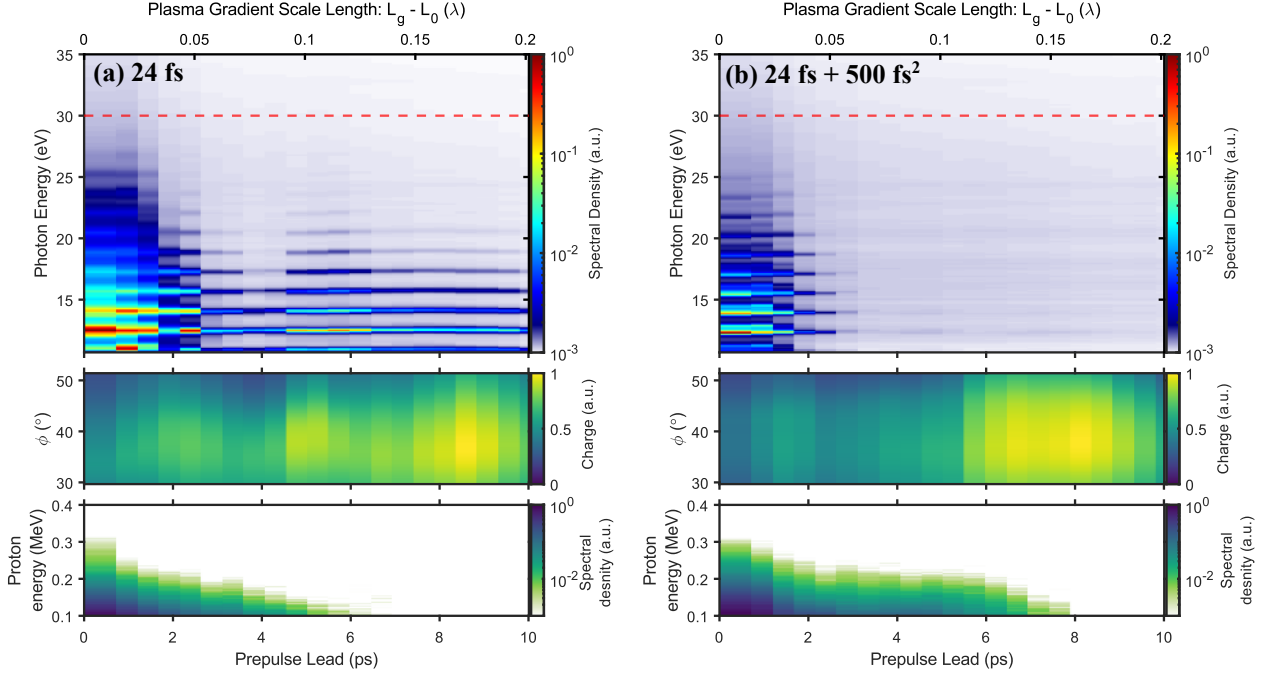 Plasma Gradient Scale Length: L_g - L_0 (λ)
0 0.05 0.1 0.15 0.2
(a) 24 fs
Photon Energy (eV)
35
30
25
20
15
10^0
10^-1
10^-2
10^-3
Spectral Density (a.u.)
ϕ (°)
50
40
30
1
0.5
0
Charge (a.u.)
Proton
energy (MeV)
0.4
0.3
0.2
0.1
10^0
10^-2
Spectral
desnity (a.u.)
0 2 4 6 8 10
Prepulse Lead (ps)
Plasma Gradient Scale Length: L_g - L_0 (λ)
0 0.05 0.1 0.15 0.2
(b) 24 fs + 500 fs²
Photon Energy (eV)
35
30
25
20
15
10^0
10^-1
10^-2
10^-3
Spectral Density (a.u.)
ϕ (°)
50
40
30
1
0.5
0
Charge (a.u.)
Proton
energy (MeV)
0.4
0.3
0.2
0.1
10^0
10^-2
Spectral
desnity (a.u.)
0 2 4 6 8 10
Prepulse Lead (ps)